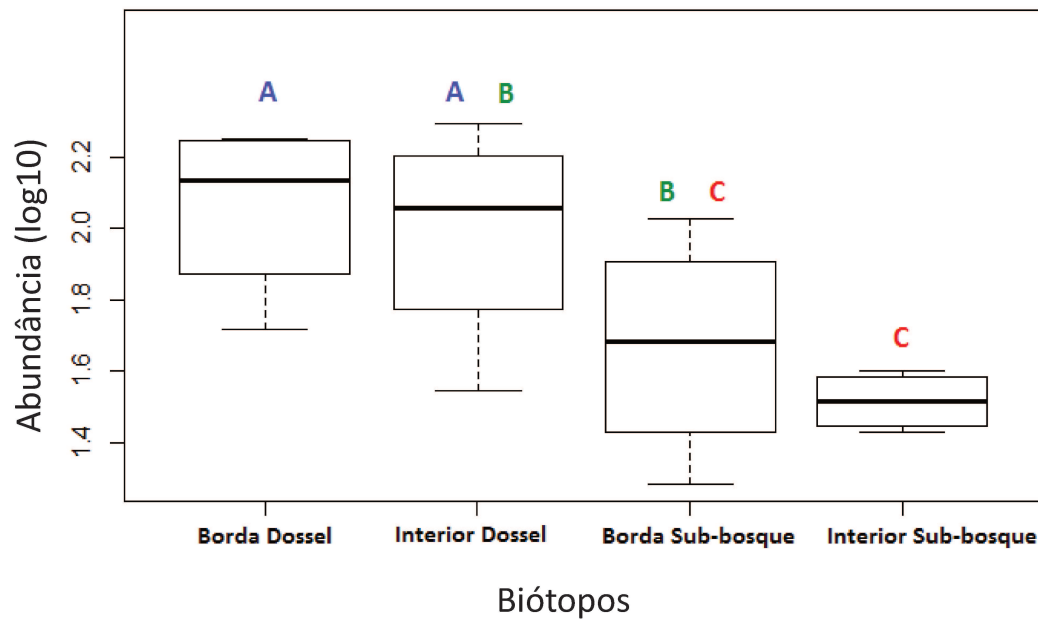 A
A B
B C
C
Abundância (log10)
2.2
2.0
1.8
1.6
1.4
Borda Dossel
Interior Dossel
Borda Sub-bosque
Interior Sub-bosque
Biótopos